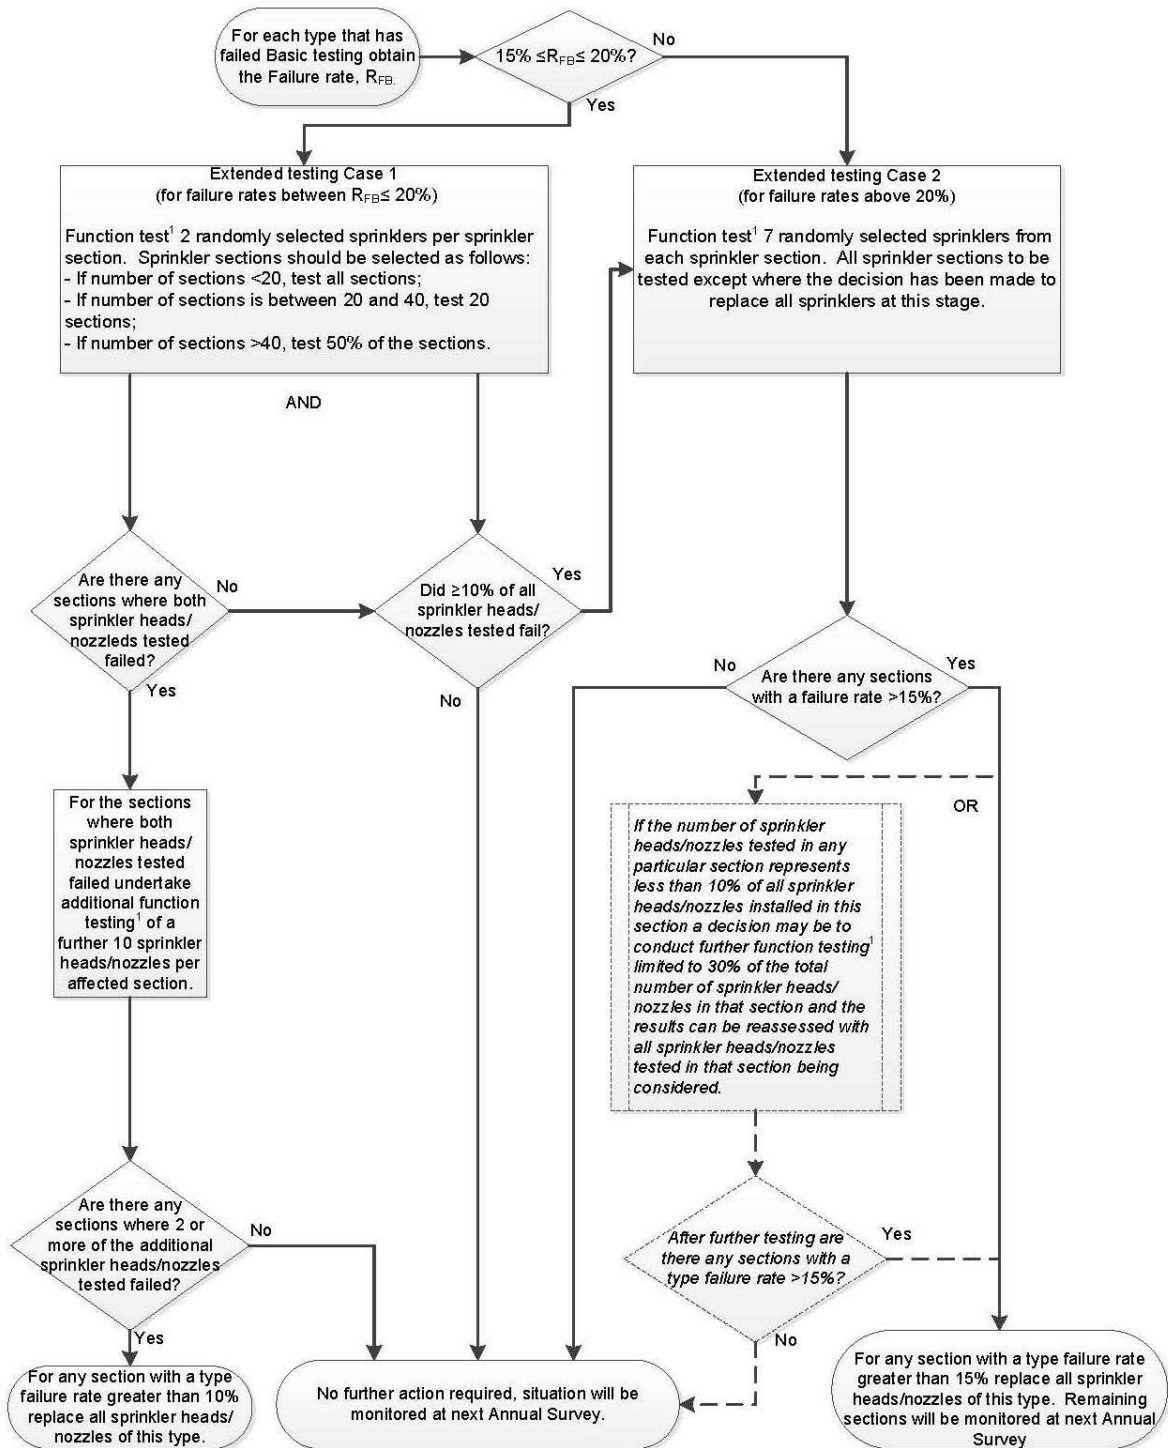 For each type that has
failed Basic testing obtain
the Failure rate, RFB.
15% ≤RFB≤ 20%?
No
Yes
Extended testing Case 1
(for failure rates between RFB≤ 20%)
Function test1 2 randomly selected sprinklers per sprinkler
section. Sprinkler sections should be selected as follows:
- If number of sections <20, test all sections;
- If number of sections is between 20 and 40, test 20
sections;
- If number of sections >40, test 50% of the sections.
Extended testing Case 2
(for failure rates above 20%)
Function test1 7 randomly selected sprinklers from
each sprinkler section. All sprinkler sections to be
tested except where the decision has been made to
replace all sprinklers at this stage.
AND
Are there any
sections where both
sprinkler heads/
nozzleds tested
failed?
No
Yes
Did ≥10% of all
sprinkler heads/
nozzles tested fail?
Yes
No
Are there any sections
with a failure rate >15%?
No
Yes
For the sections
where both
sprinkler heads/
nozzles tested
failed undertake
additional function
testing1 of a
further 10 sprinkler
heads/nozzles per
affected section.
OR
If the number of sprinkler
heads/nozzles tested in any
particular section represents
less than 10% of all sprinkler
heads/nozzles installed in this
section a decision may be to
conduct further function testing1
limited to 30% of the total
number of sprinkler heads/
nozzles in that section and the
results can be reassessed with
all sprinkler heads/nozzles
tested in that section being
considered.
Are there any
sections where 2 or
more of the additional
sprinkler heads/nozzles
tested failed?
No
Yes
After further testing are
there any sections with a
type failure rate >15%?
Yes
No
For any section with a type
failure rate greater than 10%
replace all sprinkler heads/
nozzles of this type.
No further action required, situation will be
monitored at next Annual Survey.
For any section with a type failure rate
greater than 15% replace all sprinkler
heads/nozzles of this type. Remaining
sections will be monitored at next Annual
Survey